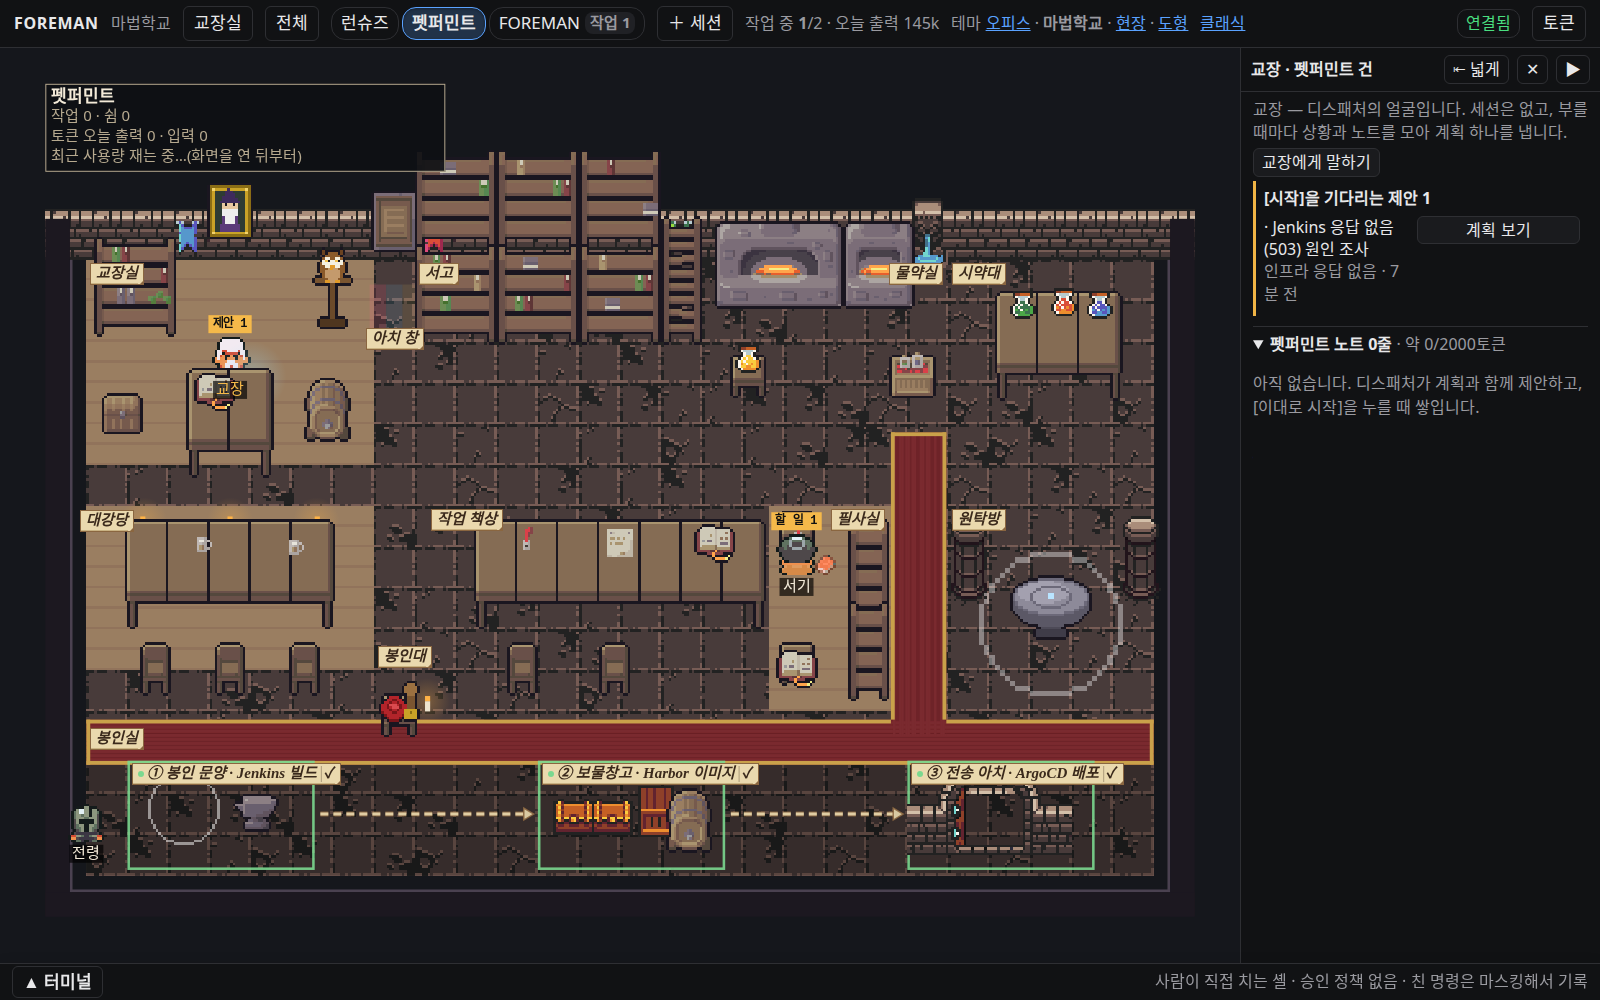 FOREMAN 마법학교 교장실 전체 런슈즈 펫퍼민트 FOREMAN 작업 1 + 세션 작업 중 1/2 · 오늘 출력 145k 테마 오피스 · 마법학교 · 현장 · 도형 클래식 연결됨 토큰
펫퍼민트
작업 0 · 쉼 0
토큰 오늘 출력 0 · 입력 0
최근 사용량 재는 중…(화면을 연 뒤부터)
교장실
서고
물약실
시약대
제안 1
아치 창
교장
대강당
작업 책상
할 일 1
필사실
원탁방
서기
봉인대
봉인실
① 봉인 문양 · Jenkins 빌드 ✓
② 보물창고 · Harbor 이미지 ✓
③ 전송 아치 · ArgoCD 배포 ✓
전령
교장 · 펫퍼민트 건 ⇤ 넓게 ✕ ▶
교장 — 디스패처의 얼굴입니다. 세션은 없고, 부를
때마다 상황과 노트를 모아 계획 하나를 냅니다.
교장에게 말하기
[시작]을 기다리는 제안 1
· Jenkins 응답 없음
(503) 원인 조사
인프라 응답 없음 · 7
분 전
계획 보기
▼ 펫퍼민트 노트 0줄 · 약 0/2000토큰
아직 없습니다. 디스패처가 계획과 함께 제안하고,
[이대로 시작]을 누를 때 쌓입니다.
▲ 터미널
사람이 직접 치는 셸 · 승인 정책 없음 · 친 명령은 마스킹해서 기록